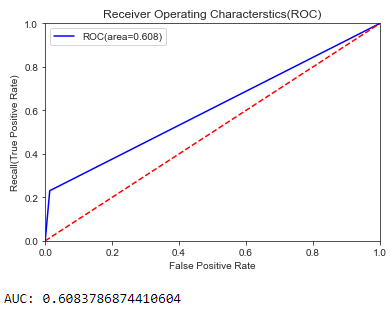 Receiver Operating Characterstics(ROC)
ROC(area=0.608)
Recall(True Positive Rate)
1.0
0.8
0.6
0.4
0.2
0.0
0.0 0.2 0.4 0.6 0.8 1.0
False Positive Rate
AUC: 0.6083786874410604